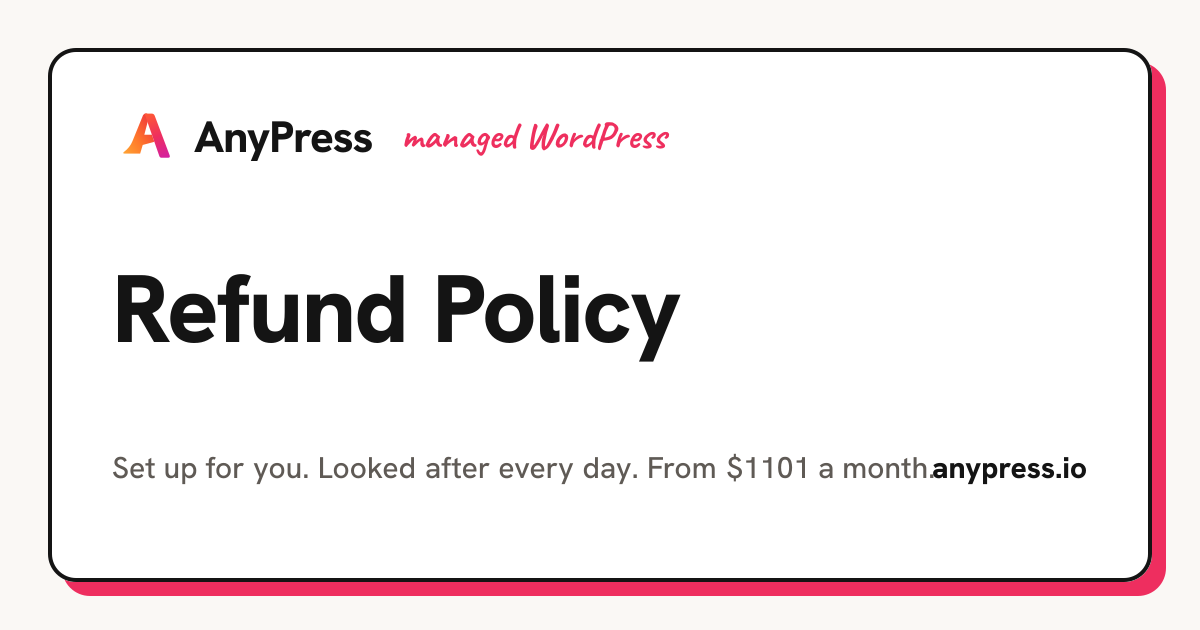 AnyPress managed WordPress
Refund Policy
Set up for you. Looked after every day. From $1101 a month. anypress.io